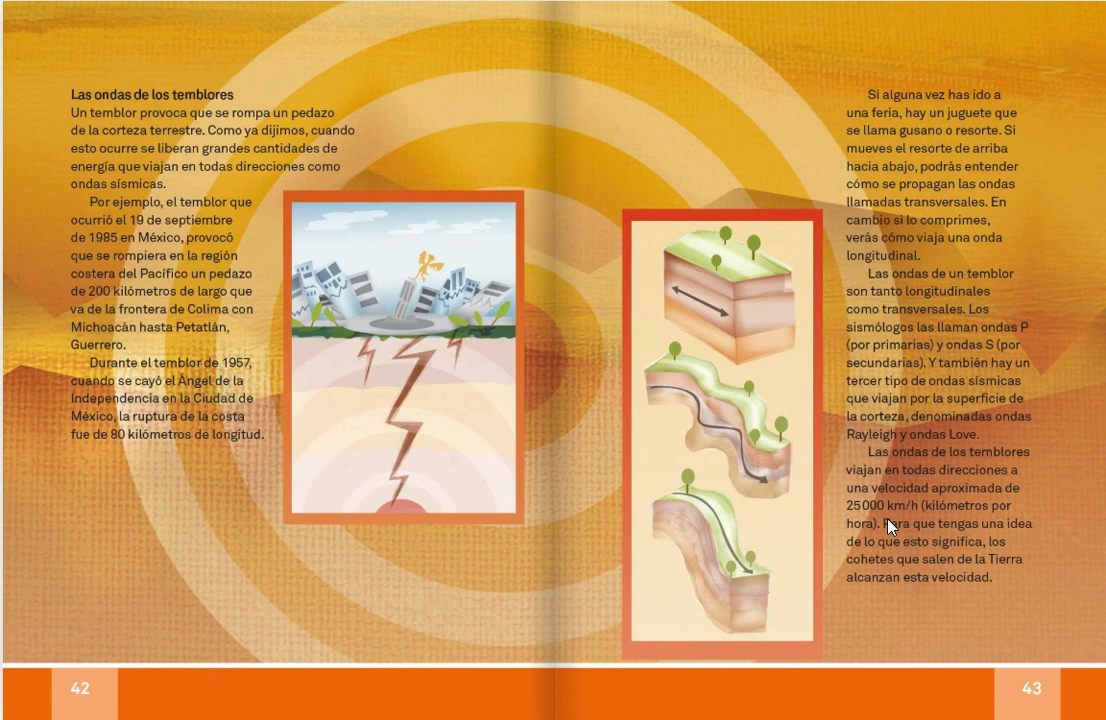 Las ondas de los temblores
Un temblor provoca que se rompa un pedazo
de la corteza terrestre. Como ya dijimos, cuando
esto ocurre se liberan grandes cantidades de
energía que viajan en todas direcciones como
ondas sísmicas.
Por ejemplo, el temblor que
ocurrió el 19 de septiembre
de 1985 en México, provocó
que se rompiera en la región
costera del Pacífico un pedazo
de 200 kilómetros de largo que
va de la frontera de Colima con
Michoacán hasta Petatlán,
Guerrero.
Durante el temblor de 1957,
cuando se cayó el Ángel de la
Independencia en la Ciudad de
México, la ruptura de la costa
fue de 80 kilómetros de longitud.
42
Si alguna vez has ido a
una feria, hay un juguete que
se llama gusano o resorte. Si
mueves el resorte de arriba
hacia abajo, podrás entender
cómo se propagan las ondas
llamadas transversales. En
cambio si lo comprimes,
verás cómo viaja una onda
longitudinal.
Las ondas de un temblor
son tanto longitudinales
como transversales. Los
sismólogos las llaman ondas P
(por primarias) y ondas S (por
secundarias). Y también hay un
tercer tipo de ondas sísmicas
que viajan por la superficie de
la corteza, denominadas ondas
Rayleigh y ondas Love.
Las ondas de los temblores
viajan en todas direcciones a
una velocidad aproximada de
25 000 km/h (kilómetros por
hora). Para que tengas una idea
de lo que esto significa, los
cohetes que salen de la Tierra
alcanzan esta velocidad.
43